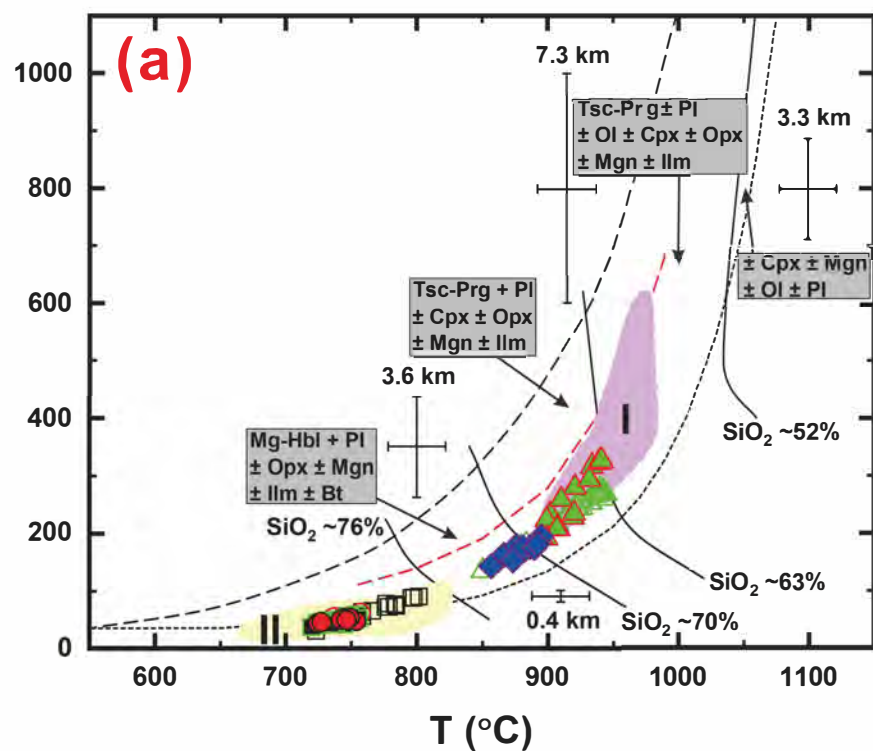 (a)
1000
800
600
400
200
0
600
700
800
900
1000
1100
T (°C)
7.3 km
Tsc-Prg± Pl
± Ol ± Cpx ± Opx
± Mgn ± Ilm
3.3 km
± Cpx ± Mgn
± Ol ± Pl
Tsc-Prg + Pl
± Cpx ± Opx
± Mgn ± Ilm
3.6 km
I
SiO₂ ~52%
Mg-Hbl + Pl
± Opx ± Mgn
± Ilm ± Bt
SiO₂ ~76%
SiO₂ ~63%
0.4 km
SiO₂ ~70%
II